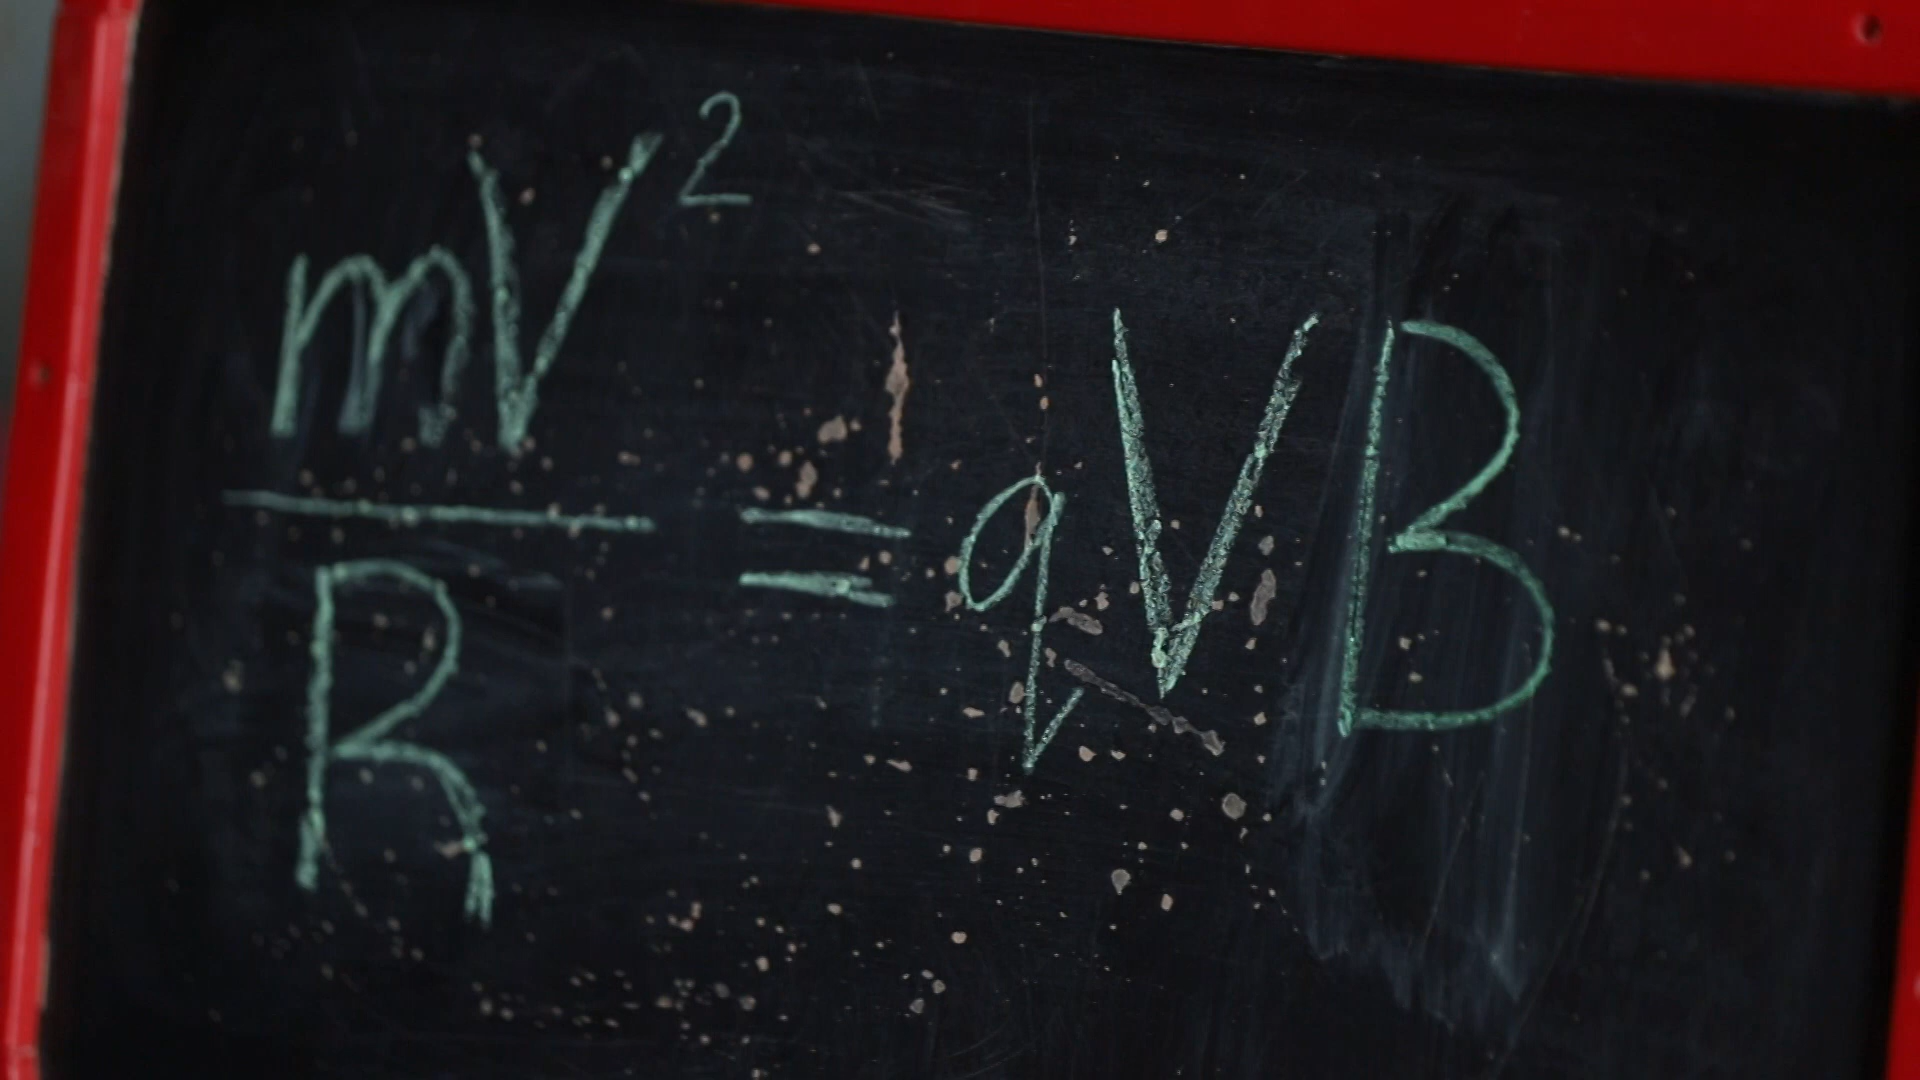 mV² / R = qVB